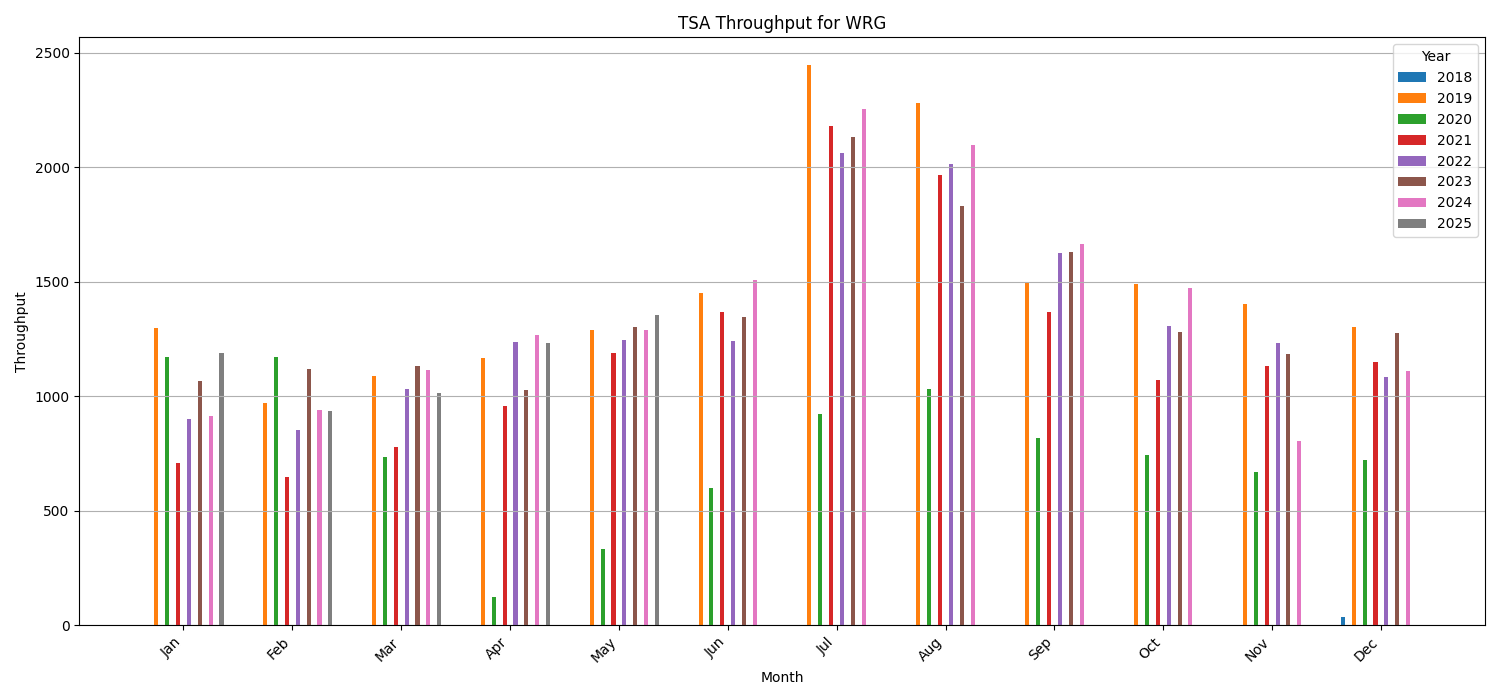 TSA Throughput for WRG
Year
2018
2019
2020
2021
2022
2023
2024
2025
Throughput
2500
2000
1500
1000
500
0
Jan
Feb
Mar
Apr
May
Jun
Jul
Aug
Sep
Oct
Nov
Dec
Month